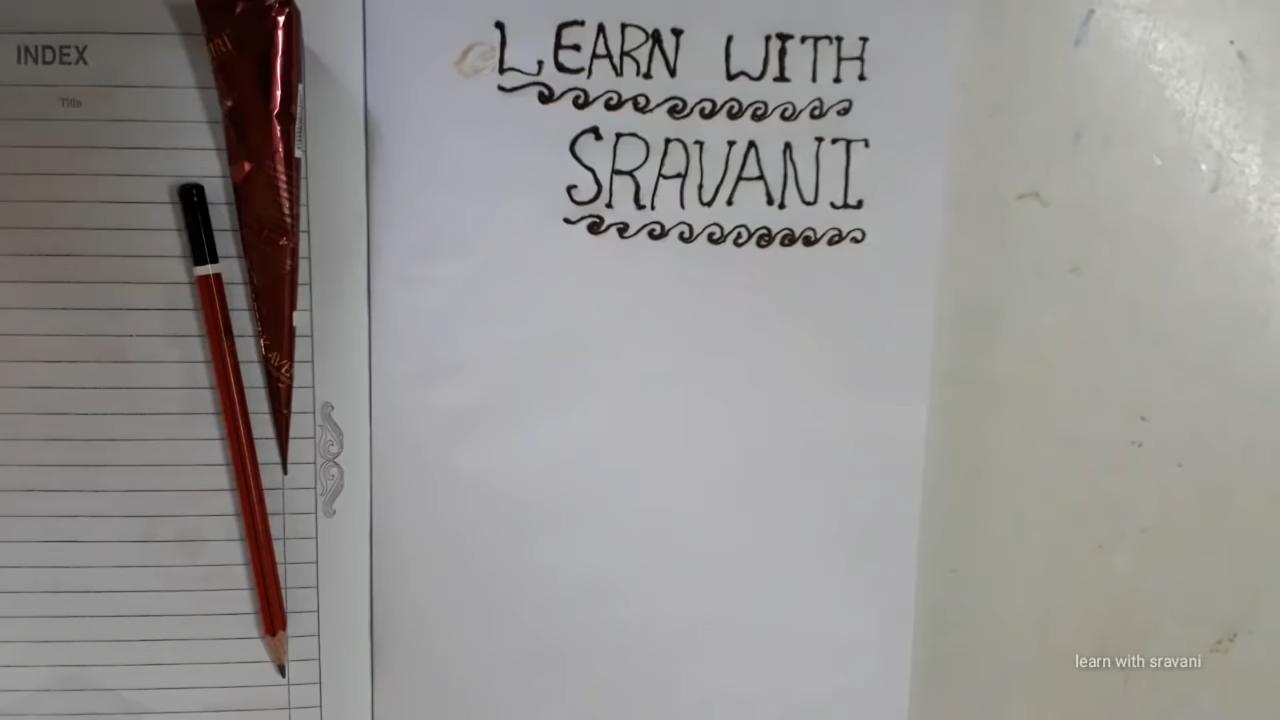 INDEX
Title
LEARN WITH
SRAVANI
learn with sravani